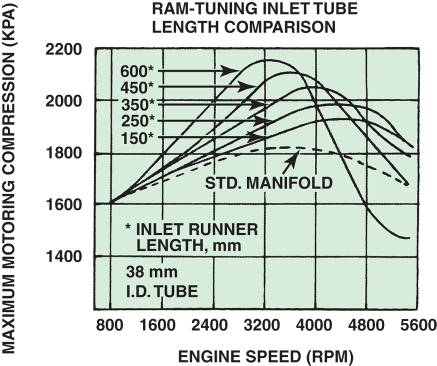 RAM-TUNING INLET TUBE
LENGTH COMPARISON
MAXIMUM MOTORING COMPRESSION (KPA)
2200
2000
1800
1600
1400
600*
450*
350*
250*
150*
STD. MANIFOLD
* INLET RUNNER
LENGTH, mm
38 mm
I.D. TUBE
800 1600 2400 3200 4000 4800 5600
ENGINE SPEED (RPM)